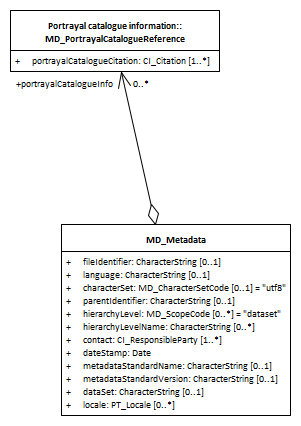 Portrayal catalogue information::
MD_PortrayalCatalogueReference
+ portrayalCatalogueCitation: CI_Citation [1..*]
+portrayalCatalogueInfo 0..*
MD_Metadata
+ fileIdentifier: CharacterString [0..1]
+ language: CharacterString [0..1]
+ characterSet: MD_CharacterSetCode [0..1] = "utf8"
+ parentIdentifier: CharacterString [0..1]
+ hierarchyLevel: MD_ScopeCode [0..*] = "dataset"
+ hierarchyLevelName: CharacterString [0..*]
+ contact: CI_ResponsibleParty [1..*]
+ dateStamp: Date
+ metadataStandardName: CharacterString [0..1]
+ metadataStandardVersion: CharacterString [0..1]
+ dataSet: CharacterString [0..1]
+ locale: PT_Locale [0..*]